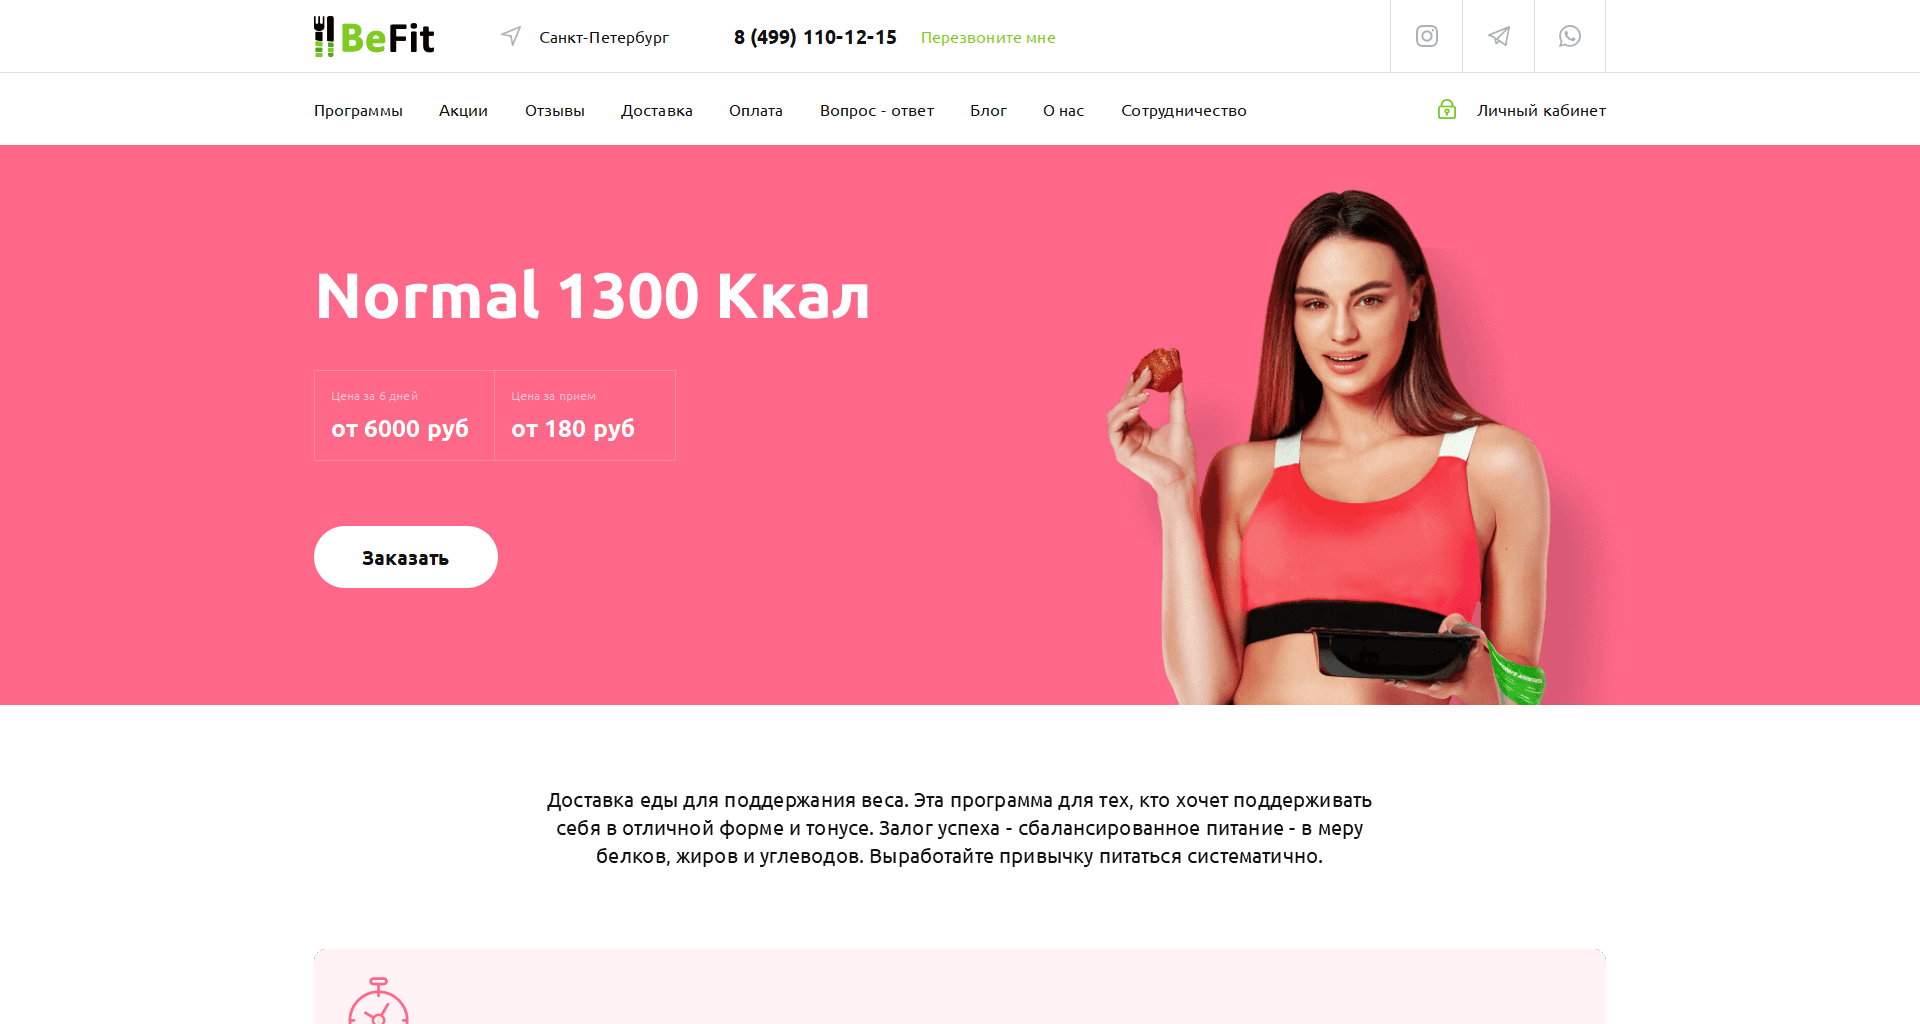 BeFit
Санкт-Петербург
8 (499) 110-12-15
Перезвоните мне
Программы
Акции
Отзывы
Доставка
Оплата
Вопрос - ответ
Блог
О нас
Сотрудничество
Личный кабинет
Normal 1300 Ккал
Цена за 6 дней
от 6000 руб
Цена за прием
от 180 руб
Заказать
Доставка еды для поддержания веса. Эта программа для тех, кто хочет поддерживать
себя в отличной форме и тонусе. Залог успеха - сбалансированное питание - в меру
белков, жиров и углеводов. Выработайте привычку питаться систематично.